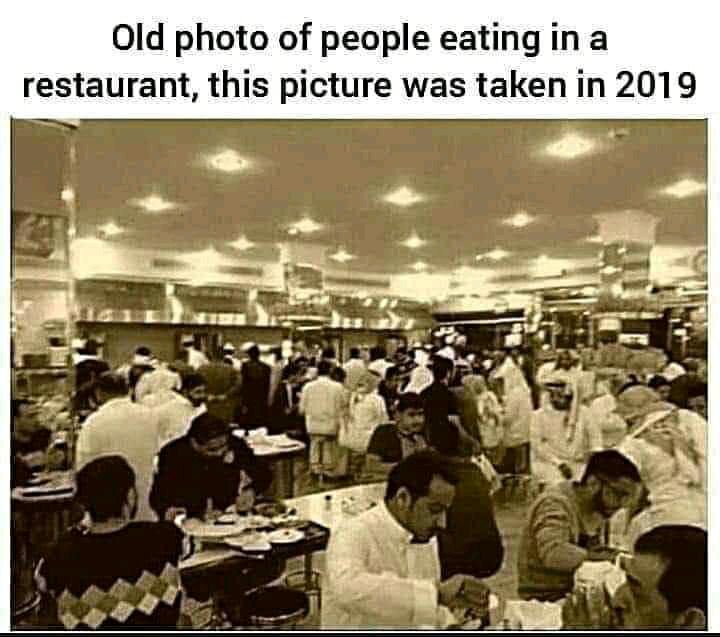 Old photo of people eating in a
restaurant, this picture was taken in 2019